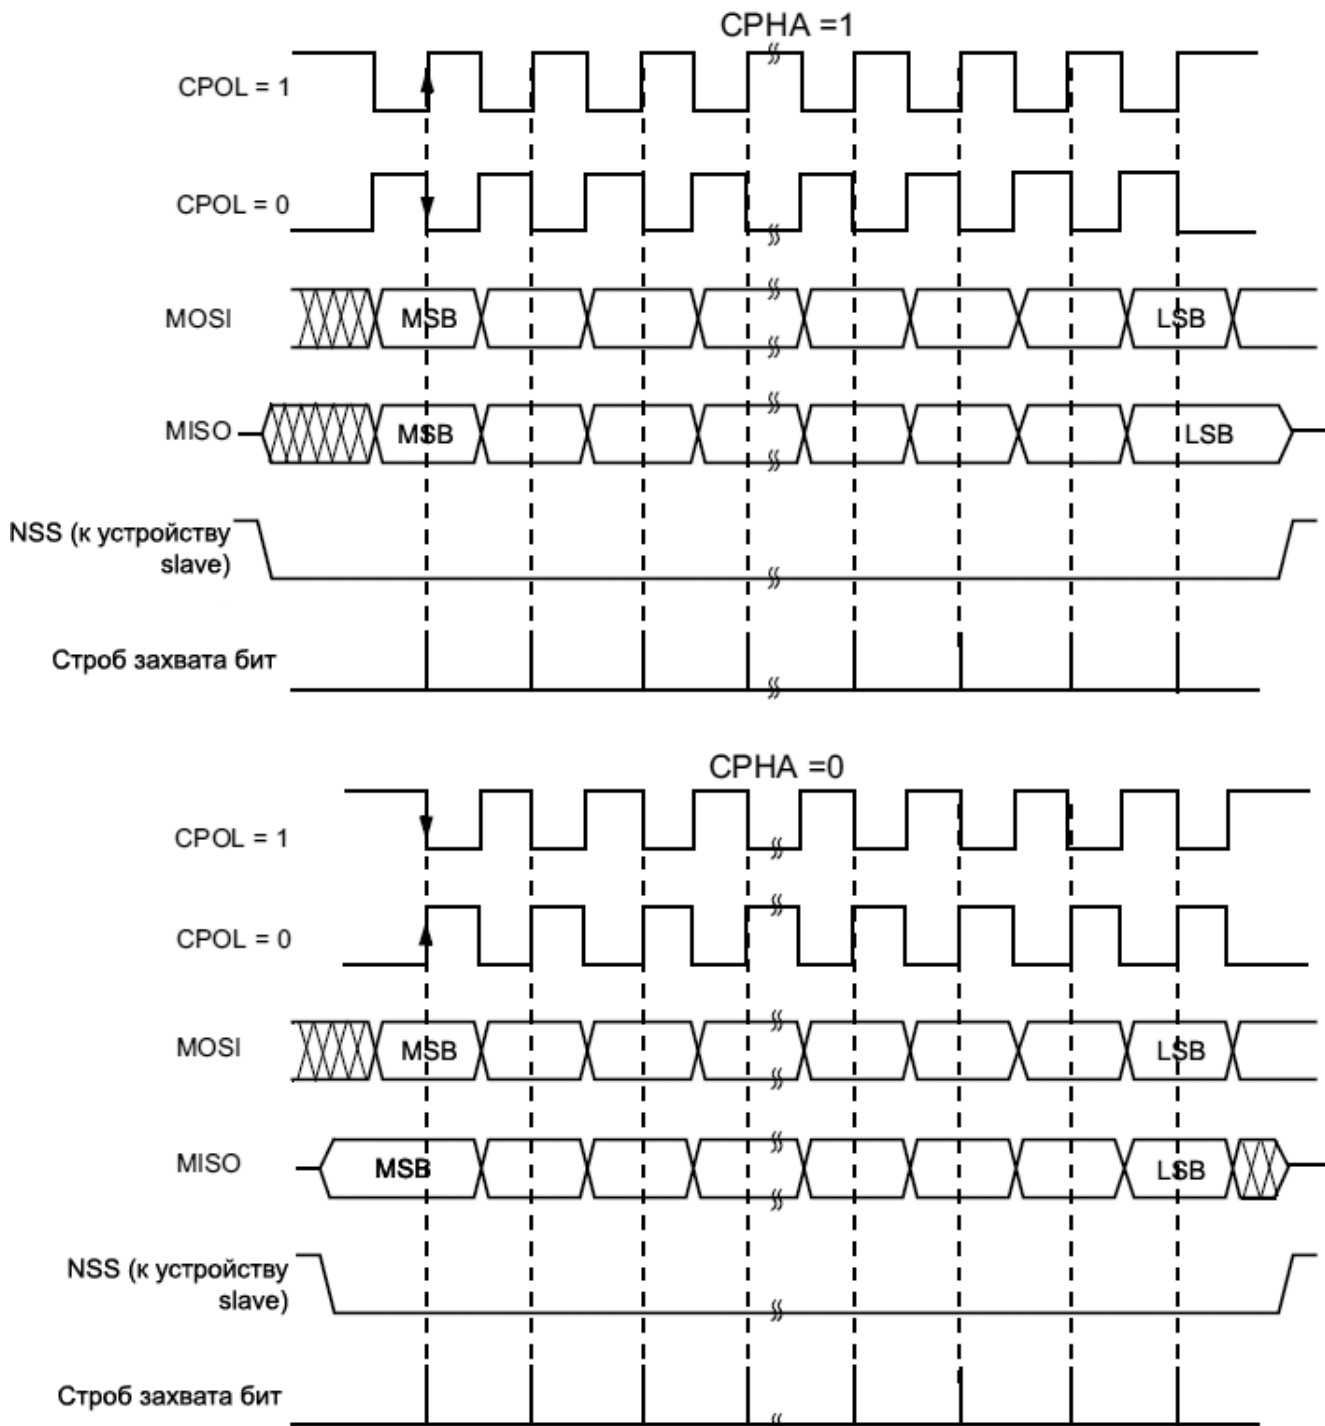 CPHA =1
CPOL = 1
CPOL = 0
MOSI
MSB
LSB
MISO
MSB
LSB
NSS (к устройству
slave)
Строб захвата бит
CPHA =0
CPOL = 1
CPOL = 0
MOSI
MSB
LSB
MISO
MSB
LSB
NSS (к устройству
slave)
Строб захвата бит